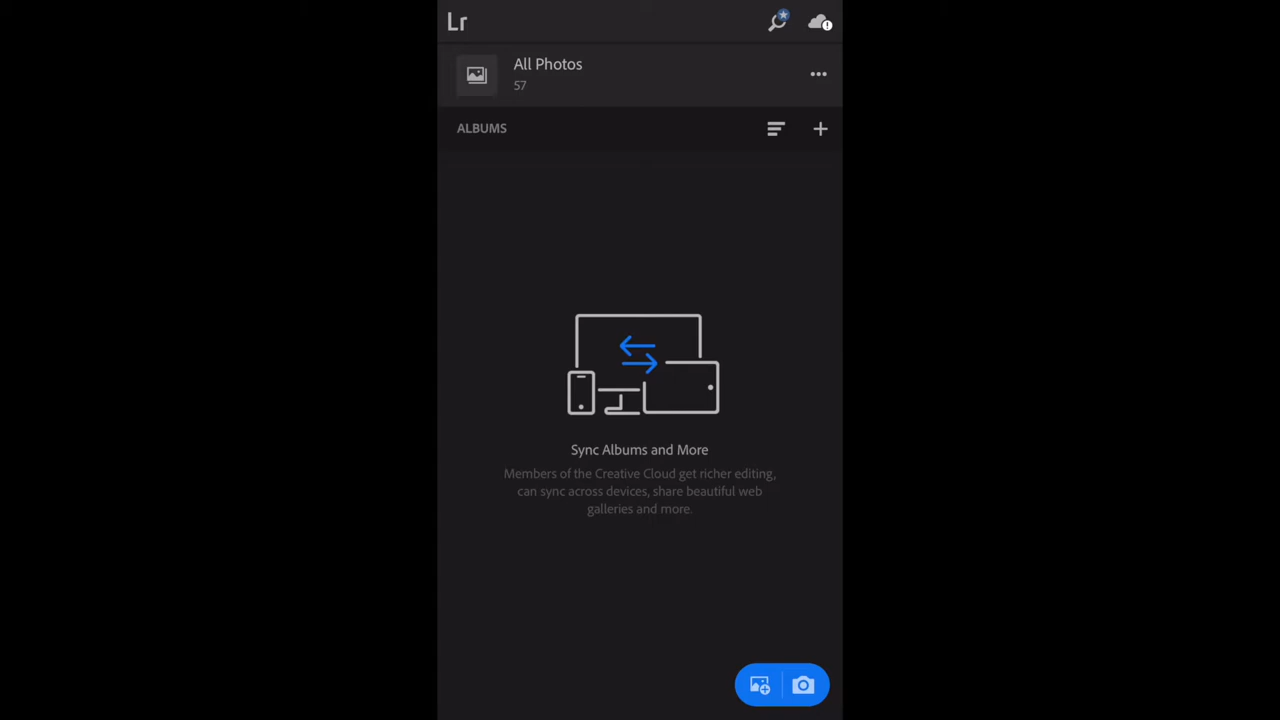 Lr
All Photos
57
ALBUMS
Sync Albums and More
Members of the Creative Cloud get richer editing,
can sync across devices, share beautiful web
galleries and more.